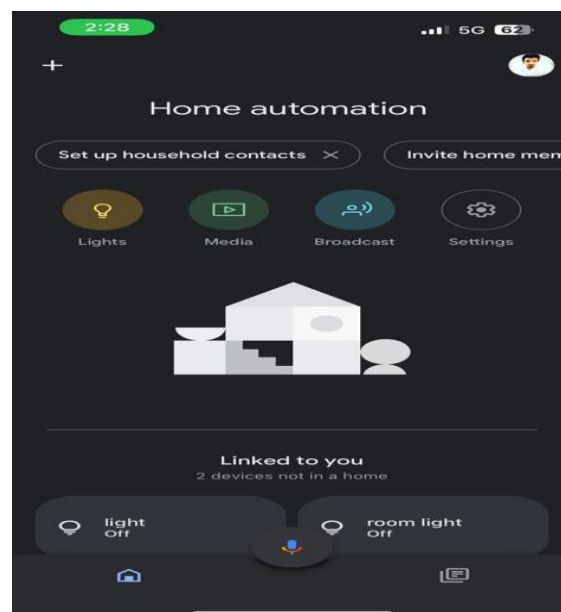 2:28 5G 62
Home automation
Set up household contacts Invite home mem
Lights Media Broadcast Settings
Linked to you
2 devices not in a home
light room light
Off Off